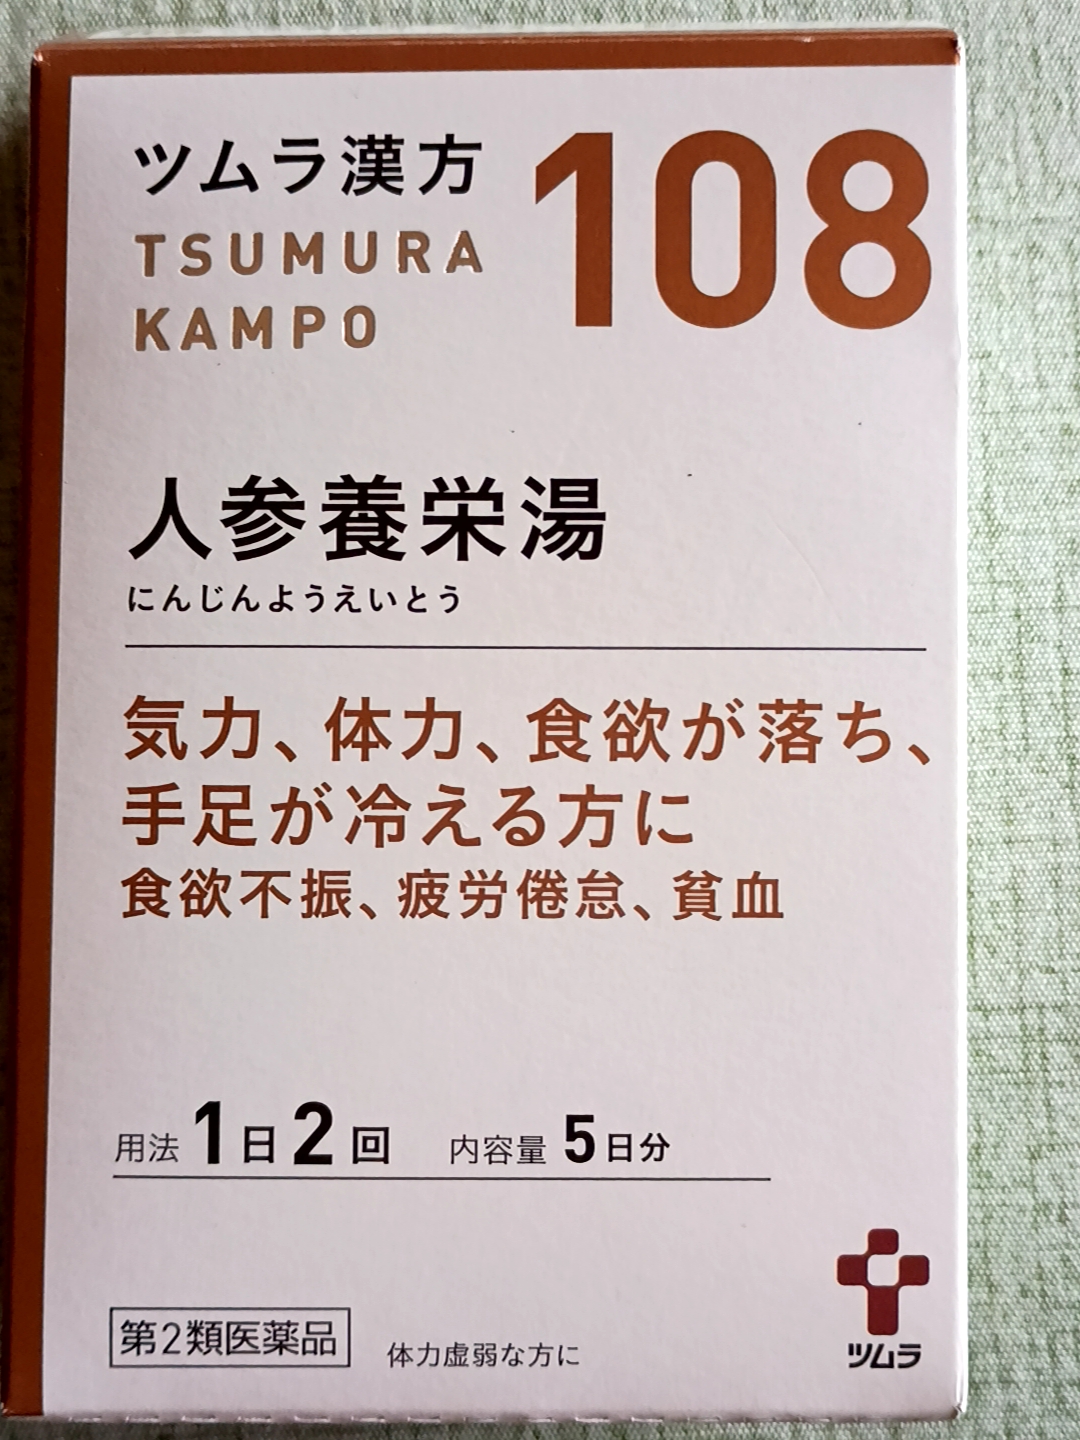 ツムラ漢方 108
TSUMURA
KAMPO
人参養栄湯
にんじんようえいとう
気力、体力、食欲が落ち、
手足が冷える方に
食欲不振、疲労倦怠、貧血
用法 1日2回 内容量 5日分
第2類医薬品 体力虚弱な方に
ツムラ